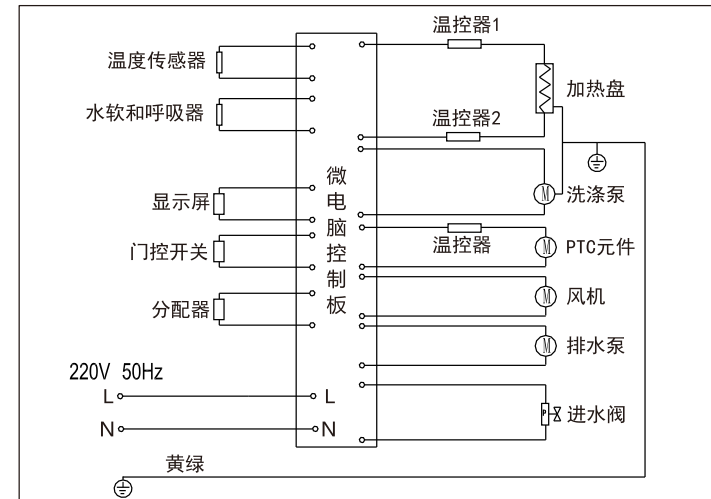 温控器1
温度传感器
加热盘
水软和呼吸器
温控器2
微电脑控制板
显示屏
洗涤泵
门控开关
温控器
PTC元件
分配器
风机
排水泵
220V 50Hz
L
L
进水阀
N
N
黄绿
M
M
M
M
P